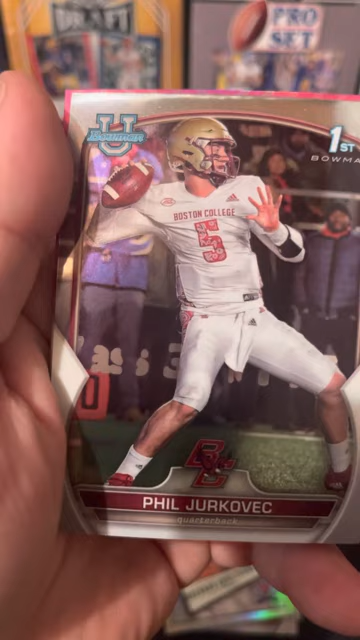 DRAFT
PRO
SET
U
BOWMAN
1ST
BOWMA
BOSTON COLLEGE
5
BC
PHIL JURKOVEC
Quarterback